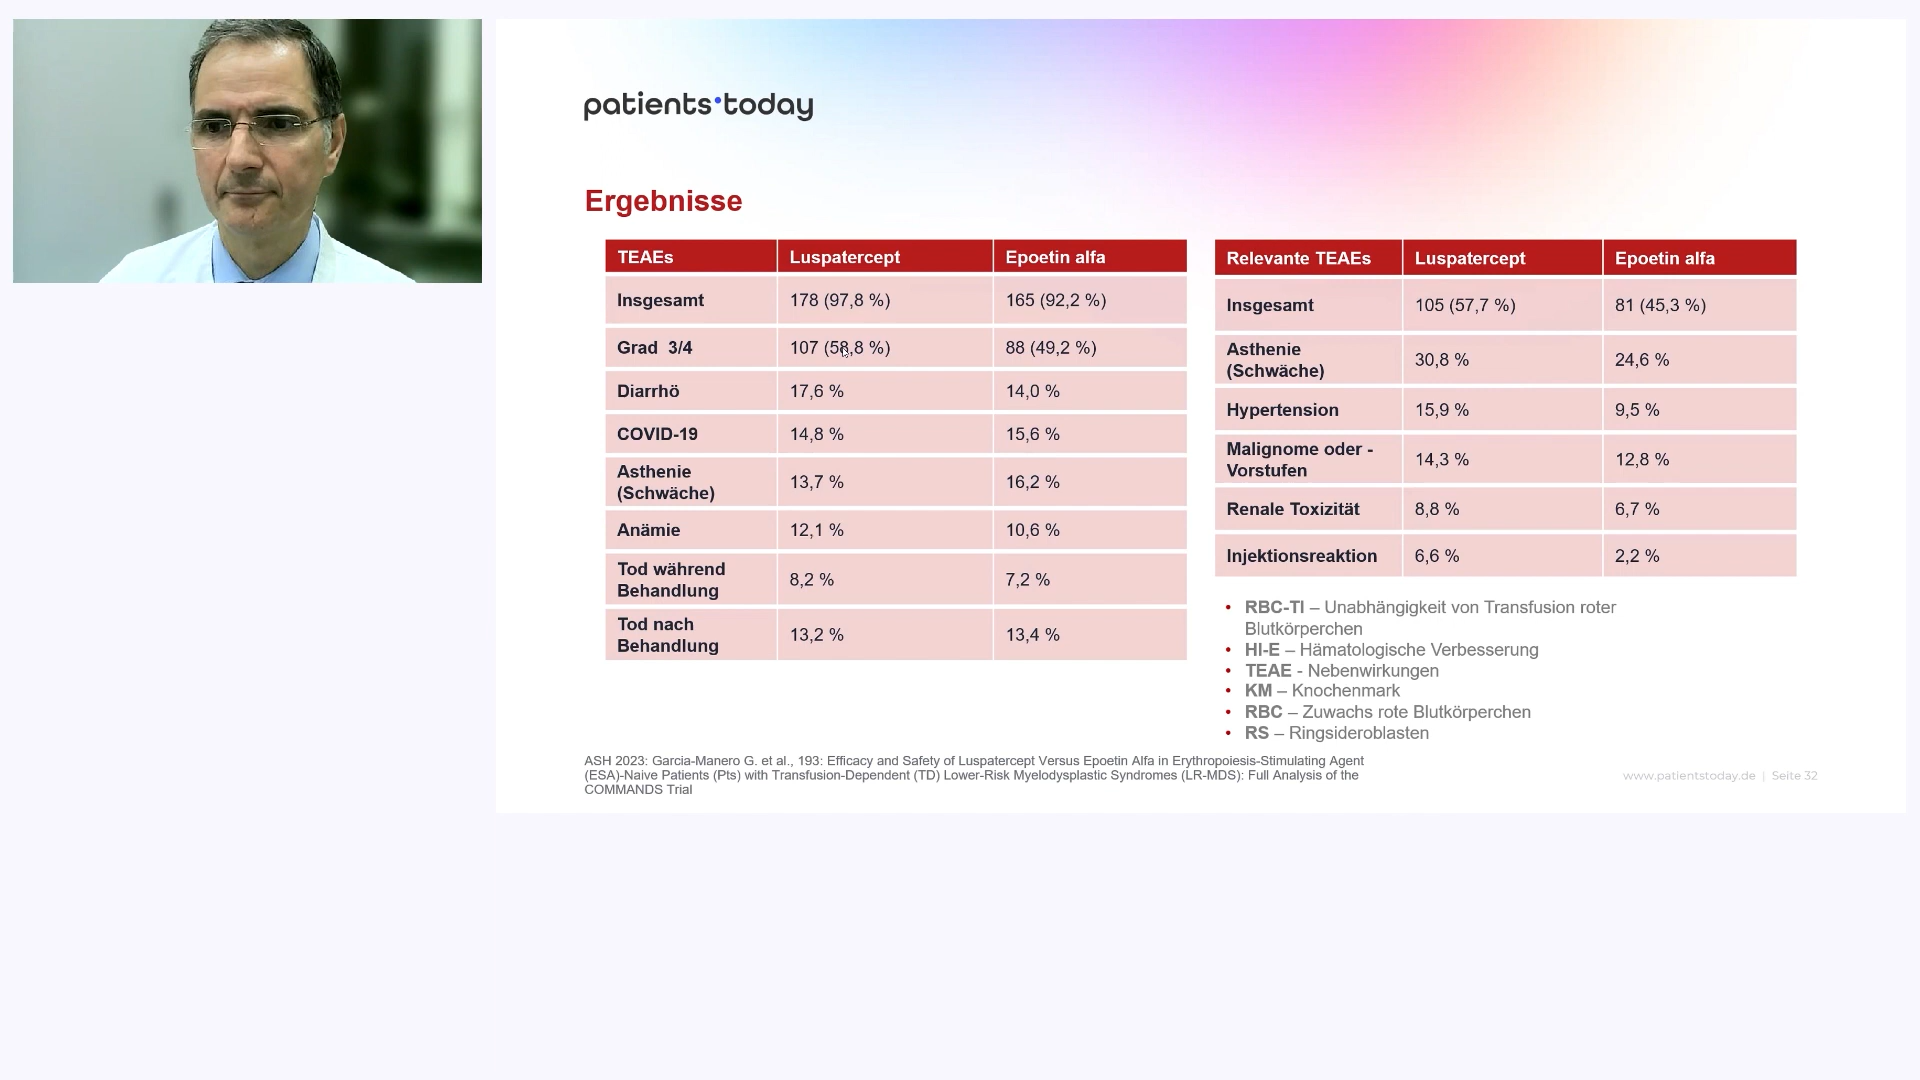 patients•today
Ergebnisse
TEAEs Luspatercept Epoetin alfa
Insgesamt 178 (97,8 %) 165 (92,2 %)
Grad 3/4 107 (58,8 %) 88 (49,2 %)
Diarrhö 17,6 % 14,0 %
COVID-19 14,8 % 15,6 %
Asthenie
(Schwäche) 13,7 % 16,2 %
Anämie 12,1 % 10,6 %
Tod während
Behandlung 8,2 % 7,2 %
Tod nach
Behandlung 13,2 % 13,4 %
Relevante TEAEs Luspatercept Epoetin alfa
Insgesamt 105 (57,7 %) 81 (45,3 %)
Asthenie
(Schwäche) 30,8 % 24,6 %
Hypertension 15,9 % 9,5 %
Malignome oder -
Vorstufen 14,3 % 12,8 %
Renale Toxizität 8,8 % 6,7 %
Injektionsreaktion 6,6 % 2,2 %
• RBC-TI – Unabhängigkeit von Transfusion roter
Blutkörperchen
• HI-E – Hämatologische Verbesserung
• TEAE - Nebenwirkungen
• KM – Knochenmark
• RBC – Zuwachs rote Blutkörperchen
• RS – Ringsideroblasten
ASH 2023: Garcia-Manero G. et al., 193: Efficacy and Safety of Luspatercept Versus Epoetin Alfa in Erythropoiesis-Stimulating Agent
(ESA)-Naive Patients (Pts) with Transfusion-Dependent (TD) Lower-Risk Myelodysplastic Syndromes (LR-MDS): Full Analysis of the
COMMANDS Trial
www.patientstoday.de | Seite 32